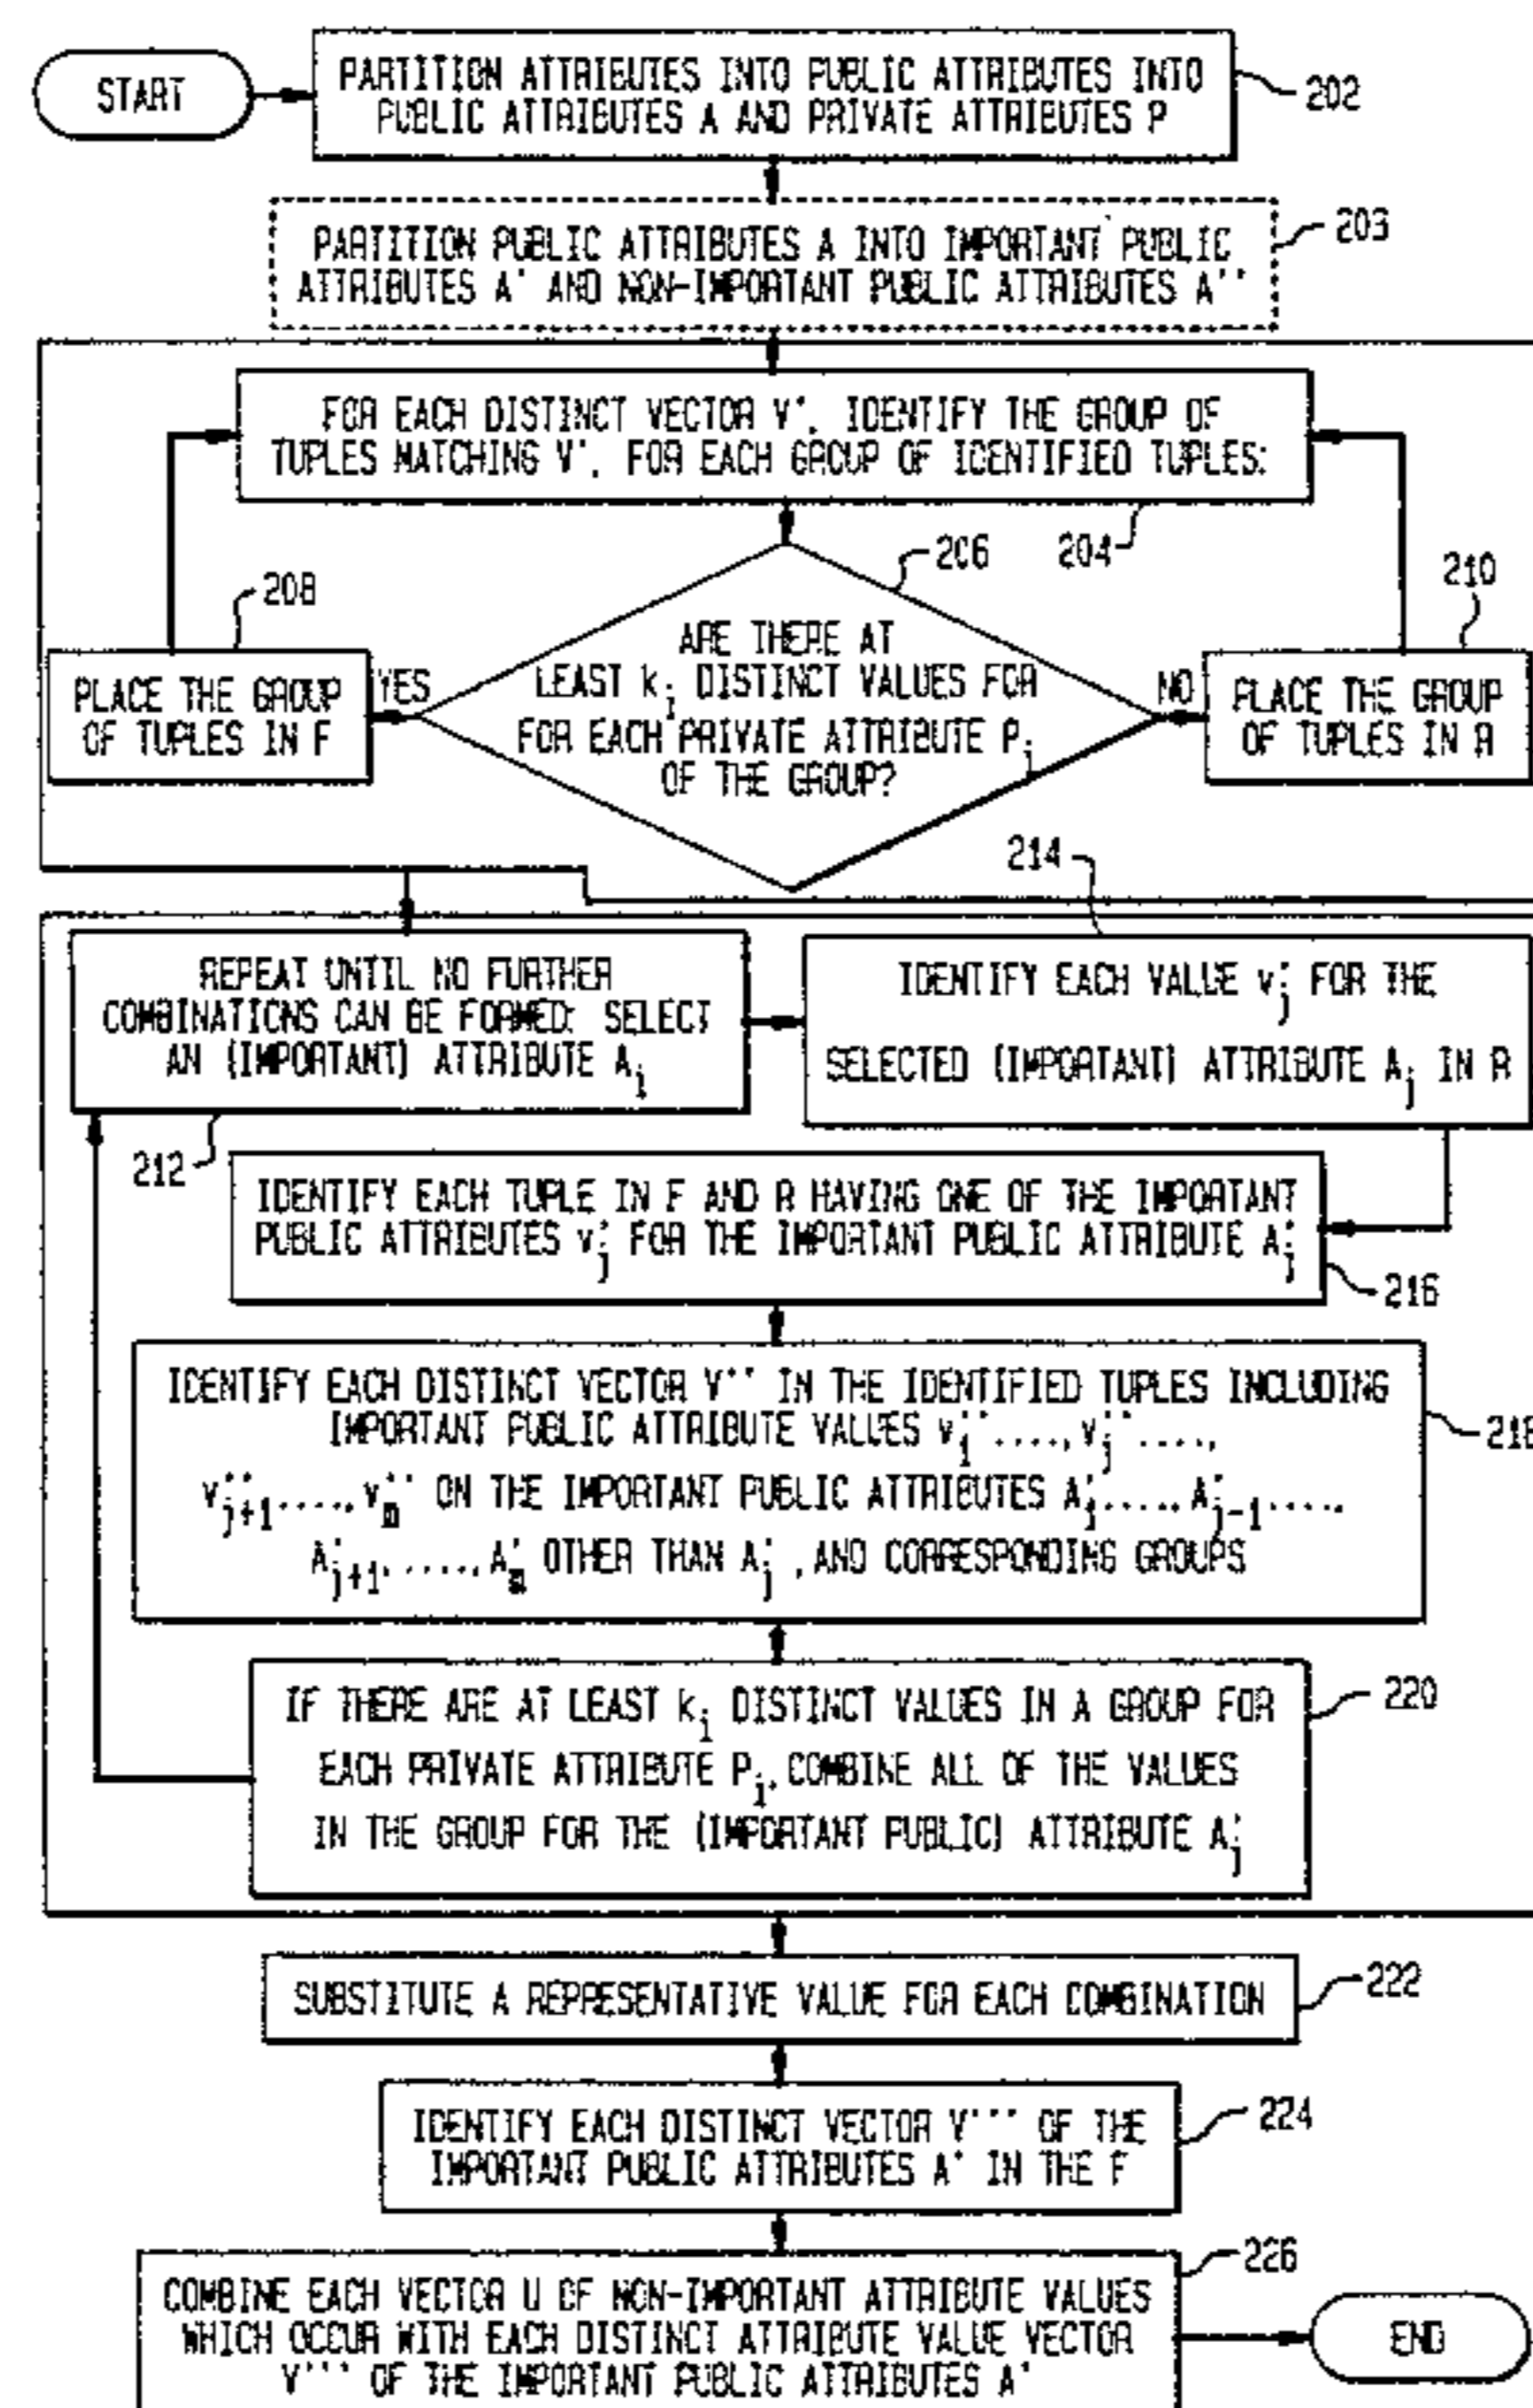 START
PARTITION ATTRIBUTES INTO PUBLIC ATTRIBUTES INTO
PUBLIC ATTRIBUTES A AND PRIVATE ATTRIBUTES P
202
PARTITION PUBLIC ATTRIBUTES A INTO IMPORTANT PUBLIC
ATTRIBUTES A' AND NON-IMPORTANT PUBLIC ATTRIBUTES A''
203
FOR EACH DISTINCT VECTOR V', IDENTIFY THE GROUP OF
TUPLES MATCHING V'. FOR EACH GROUP OF IDENTIFIED TUPLES:
204
206
208
210
ARE THERE AT
LEAST kj DISTINCT VALUES FOR
FOR EACH PRIVATE ATTRIBUTE Pj
OF THE GROUP?
YES
NO
PLACE THE GROUP
OF TUPLES IN F
PLACE THE GROUP
OF TUPLES IN R
214
REPEAT UNTIL NO FURTHER
COMBINATIONS CAN BE FORMED: SELECT
AN (IMPORTANT) ATTRIBUTE Aj
212
IDENTIFY EACH VALUE v'j FOR THE
SELECTED (IMPORTANT) ATTRIBUTE Aj IN R
IDENTIFY EACH TUPLE IN F AND R HAVING ONE OF THE IMPORTANT
PUBLIC ATTRIBUTES v'j FOR THE IMPORTANT PUBLIC ATTRIBUTE A'j
216
IDENTIFY EACH DISTINCT VECTOR V'' IN THE IDENTIFIED TUPLES INCLUDING
IMPORTANT PUBLIC ATTRIBUTE VALUES v''j....,v''j....,
v''j+1....,v''m ON THE IMPORTANT PUBLIC ATTRIBUTES A'j.....,A'j-1....,
A'j+1......,A'm OTHER THAN A'j ,AND CORRESPONDING GROUPS
218
IF THERE ARE AT LEAST ki DISTINCT VALUES IN A GROUP FOR
EACH PRIVATE ATTRIBUTE Pi, COMBINE ALL OF THE VALUES
IN THE GROUP FOR THE (IMPORTANT PUBLIC) ATTRIBUTE A'j
220
SUBSTITUTE A REPRESENTATIVE VALUE FOR EACH COMBINATION
222
IDENTIFY EACH DISTINCT VECTOR V''' OF THE
IMPORTANT PUBLIC ATTRIBUTES A' IN THE F
224
COMBINE EACH VECTOR U OF NON-IMPORTANT ATTRIBUTE VALUES
WHICH OCCUR WITH EACH DISTINCT ATTRIBUTE VALUE VECTOR
V''' OF THE IMPORTANT PUBLIC ATTRIBUTES A'
226
END